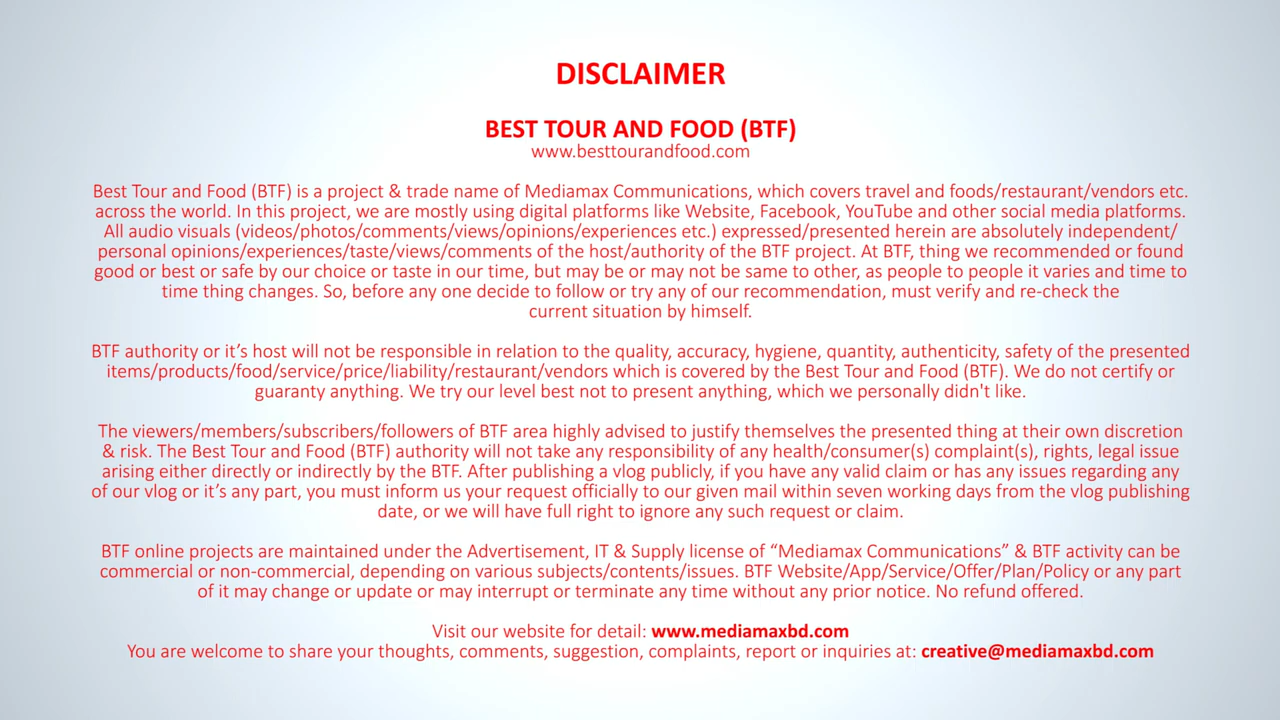 DISCLAIMER
BEST TOUR AND FOOD (BTF)
www.besttourandfood.com
Best Tour and Food (BTF) is a project & trade name of Mediamax Communications, which covers travel and foods/restaurant/vendors etc.
across the world. In this project, we are mostly using digital platforms like Website, Facebook, YouTube and other social media platforms.
All audio visuals (videos/photos/comments/views/opinions/experiences etc.) expressed/presented herein are absolutely independent/
personal opinions/experiences/taste/views/comments of the host/authority of the BTF project. At BTF, thing we recommended or found
good or best or safe by our choice or taste in our time, but may be or may not be same to other, as people to people it varies and time to
time thing changes. So, before any one decide to follow or try any of our recommendation, must verify and re-check the
current situation by himself.
BTF authority or it’s host will not be responsible in relation to the quality, accuracy, hygiene, quantity, authenticity, safety of the presented
items/products/food/service/price/liability/restaurant/vendors which is covered by the Best Tour and Food (BTF). We do not certify or
guaranty anything. We try our level best not to present anything, which we personally didn't like.
The viewers/members/subscribers/followers of BTF area highly advised to justify themselves the presented thing at their own discretion
& risk. The Best Tour and Food (BTF) authority will not take any responsibility of any health/consumer(s) complaint(s), rights, legal issue
arising either directly or indirectly by the BTF. After publishing a vlog publicly, if you have any valid claim or has any issues regarding any
of our vlog or it’s any part, you must inform us your request officially to our given mail within seven working days from the vlog publishing
date, or we will have full right to ignore any such request or claim.
BTF online projects are maintained under the Advertisement, IT & Supply license of “Mediamax Communications” & BTF activity can be
commercial or non-commercial, depending on various subjects/contents/issues. BTF Website/App/Service/Offer/Plan/Policy or any part
of it may change or update or may interrupt or terminate any time without any prior notice. No refund offered.
Visit our website for detail: www.mediamaxbd.com
You are welcome to share your thoughts, comments, suggestion, complaints, report or inquiries at: creative@mediamaxbd.com